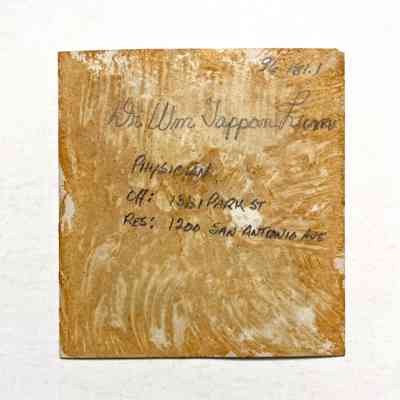 96-181.1
Dr Wm Tappan Lum
PHYSICIAN
Off: 1361 PARK ST
RES: 1200 SAN ANTONIO AVE